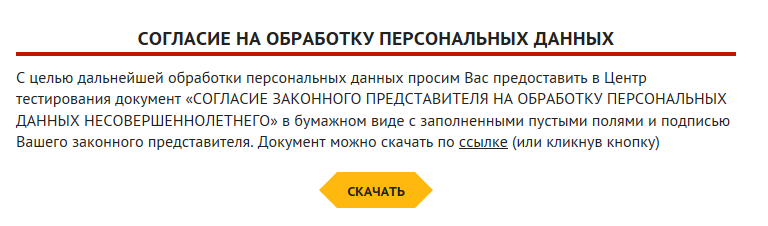 СОГЛАСИЕ НА ОБРАБОТКУ ПЕРСОНАЛЬНЫХ ДАННЫХ
С целью дальнейшей обработки персональных данных просим Вас предоставить в Центр
тестирования документ «СОГЛАСИЕ ЗАКОННОГО ПРЕДСТАВИТЕЛЯ НА ОБРАБОТКУ ПЕРСОНАЛЬНЫХ
ДАННЫХ НЕСОВЕРШЕННОЛЕТНЕГО» в бумажном виде с заполненными пустыми полями и подписью
Вашего законного представителя. Документ можно скачать по ссылке (или кликнув кнопку)
СКАЧАТЬ